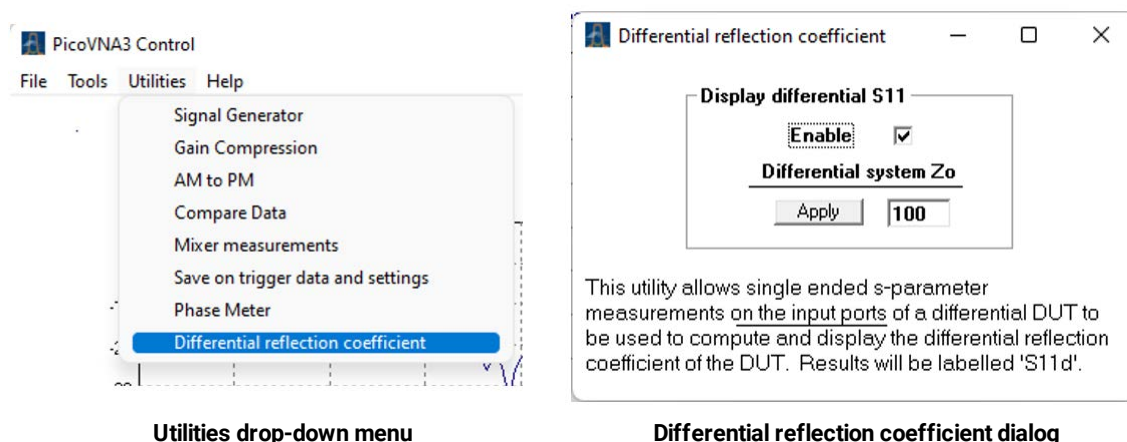 PicoVNA3 Control
File Tools Utilities Help
Signal Generator
Gain Compression
AM to PM
Compare Data
Mixer measurements
Save on trigger data and settings
Phase Meter
Differential reflection coefficient
Utilities drop-down menu
Differential reflection coefficient
Display differential S11
Enable
Differential system Zo
Apply 100
This utility allows single ended s-parameter
measurements on the input ports of a differential DUT to
be used to compute and display the differential reflection
coefficient of the DUT. Results will be labelled 'S11d'.
Differential reflection coefficient dialog